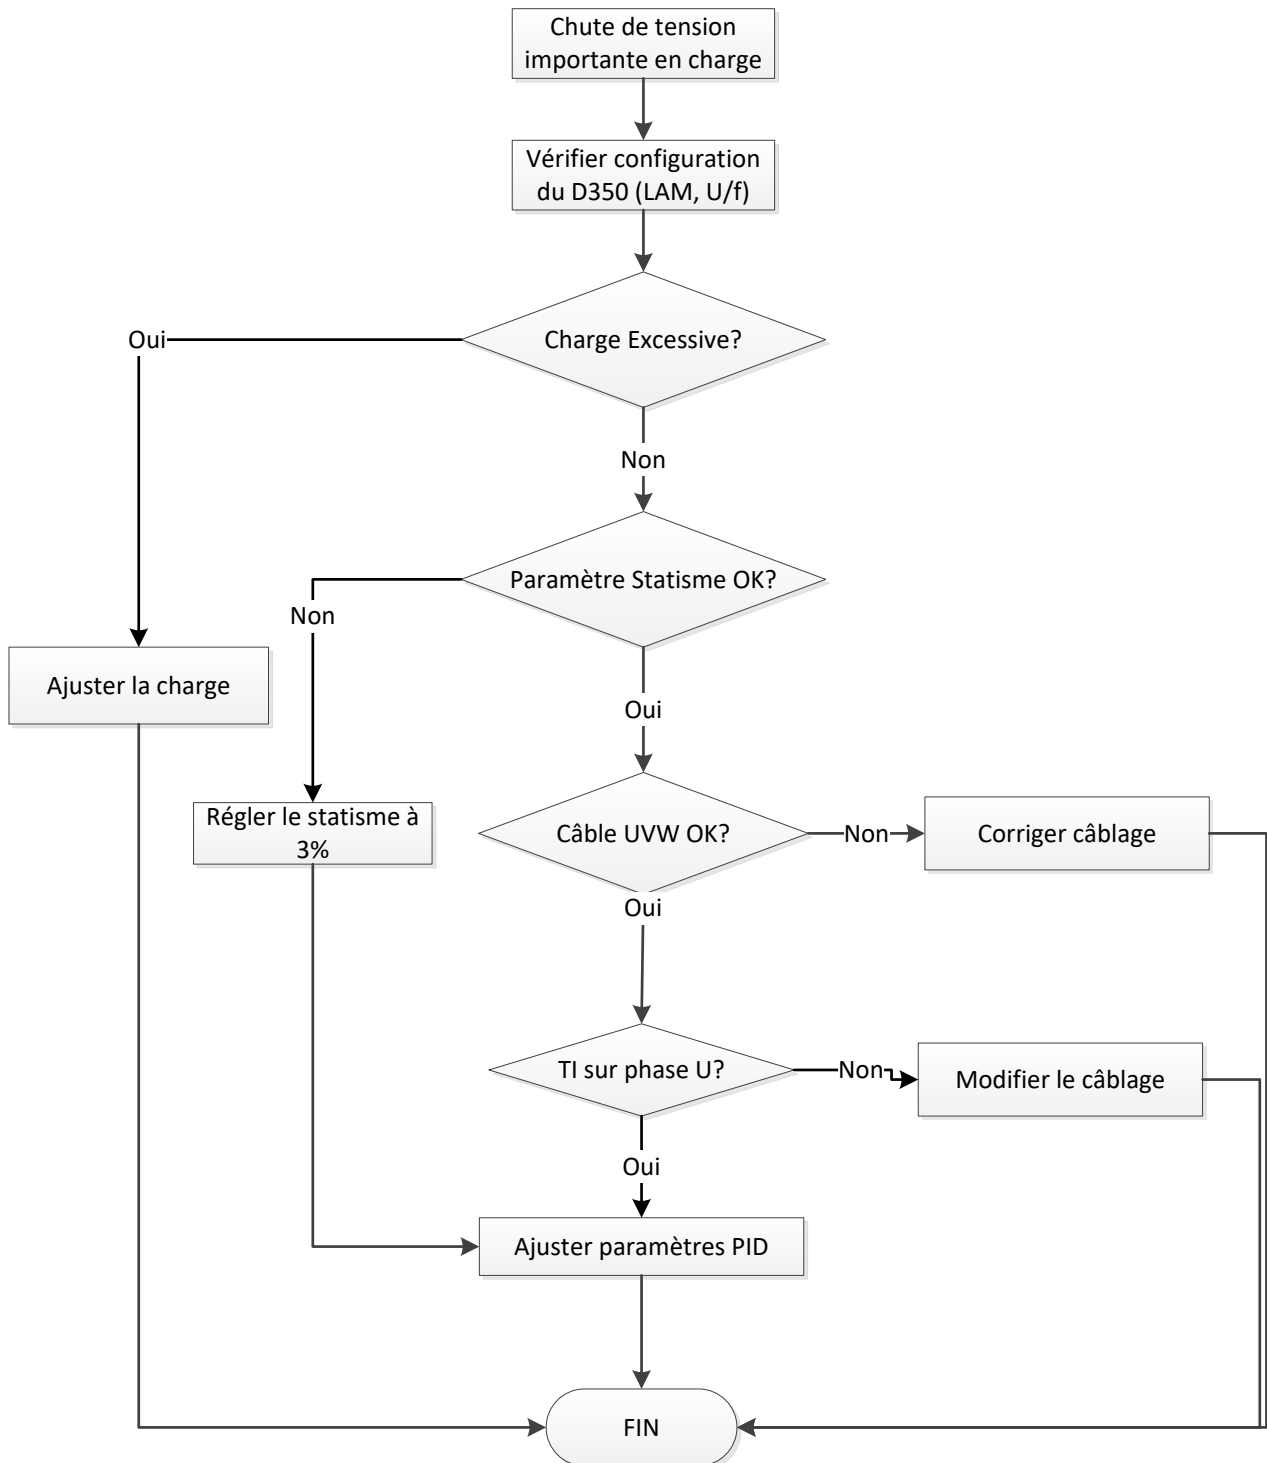 Chute de tension
importante en charge
Vérifier configuration
du D350 (LAM, U/f)
Charge Excessive?
Oui
Non
Paramètre Statisme OK?
Non
Oui
Ajuster la charge
Régler le statisme à
3%
Câble UVW OK?
Non
Corriger câblage
Oui
TI sur phase U?
Non
Modifier le câblage
Oui
Ajuster paramètres PID
FIN